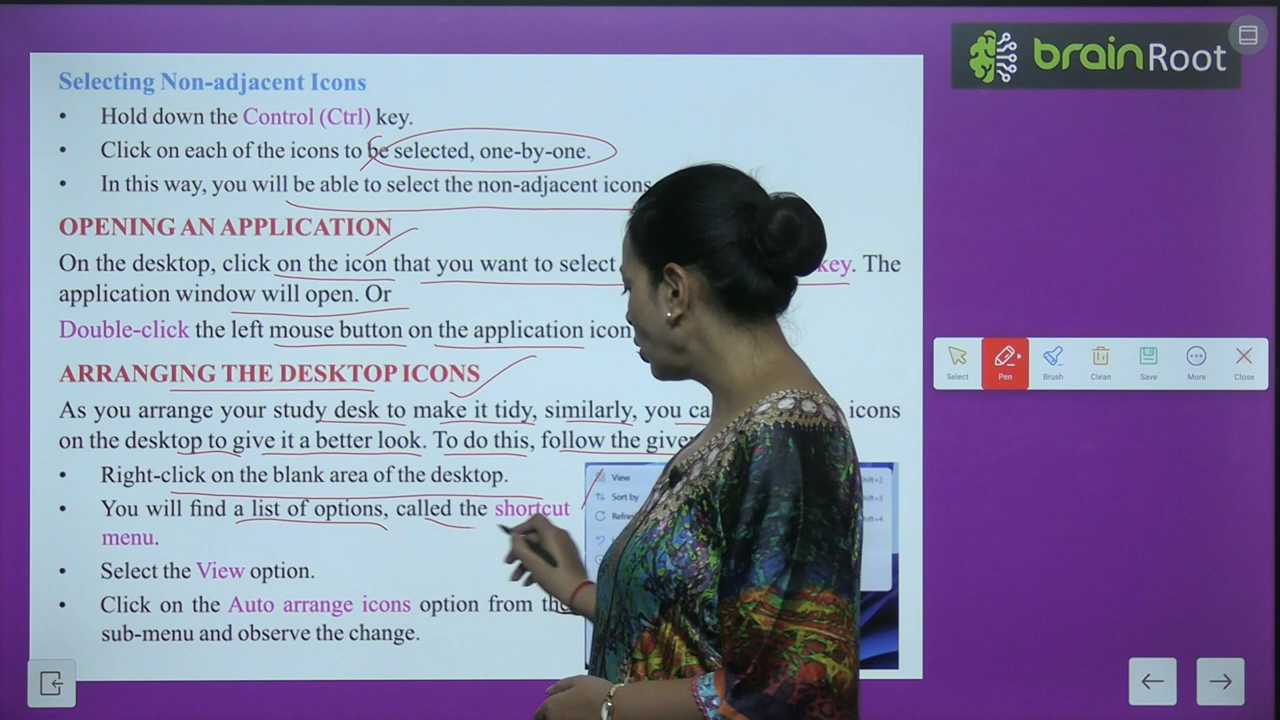 brainRoot
Selecting Non-adjacent Icons
• Hold down the Control (Ctrl) key.
• Click on each of the icons to be selected, one-by-one.
• In this way, you will be able to select the non-adjacent icons
OPENING AN APPLICATION
On the desktop, click on the icon that you want to select key. The
application window will open. Or
Double-click the left mouse button on the application icon
ARRANGING THE DESKTOP ICONS
As you arrange your study desk to make it tidy, similarly, you icons
on the desktop to give it a better look. To do this, follow the
• Right-click on the blank area of the desktop.
• You will find a list of options, called the shortcut
menu.
• Select the View option.
• Click on the Auto arrange icons option from the
sub-menu and observe the change.
View
Sort by
Select Pen Brush Clean Save More Close